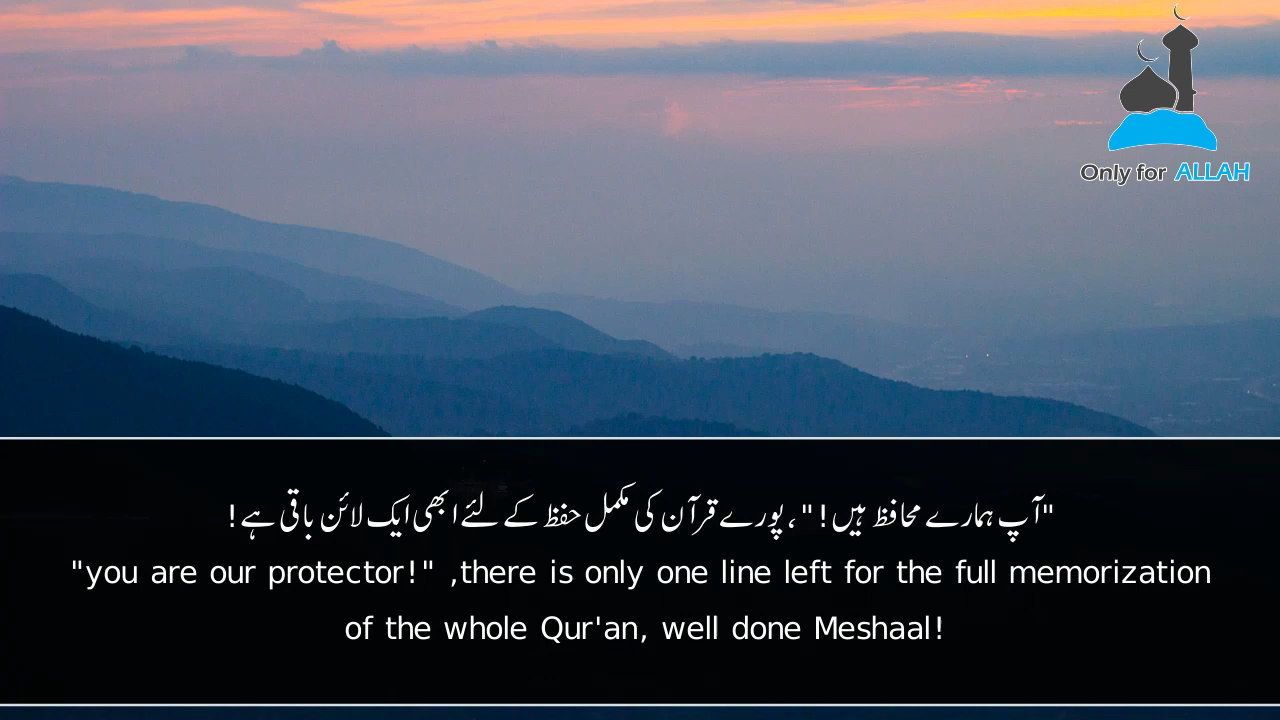 Only for ALLAH
"آپ ہمارے محافظ ہیں!"، پورے قرآن کی مکمل حفظ کے لئے ابھی ایک لائن باقی ہے!
"you are our protector!" ,there is only one line left for the full memorization
of the whole Qur'an, well done Meshaal!